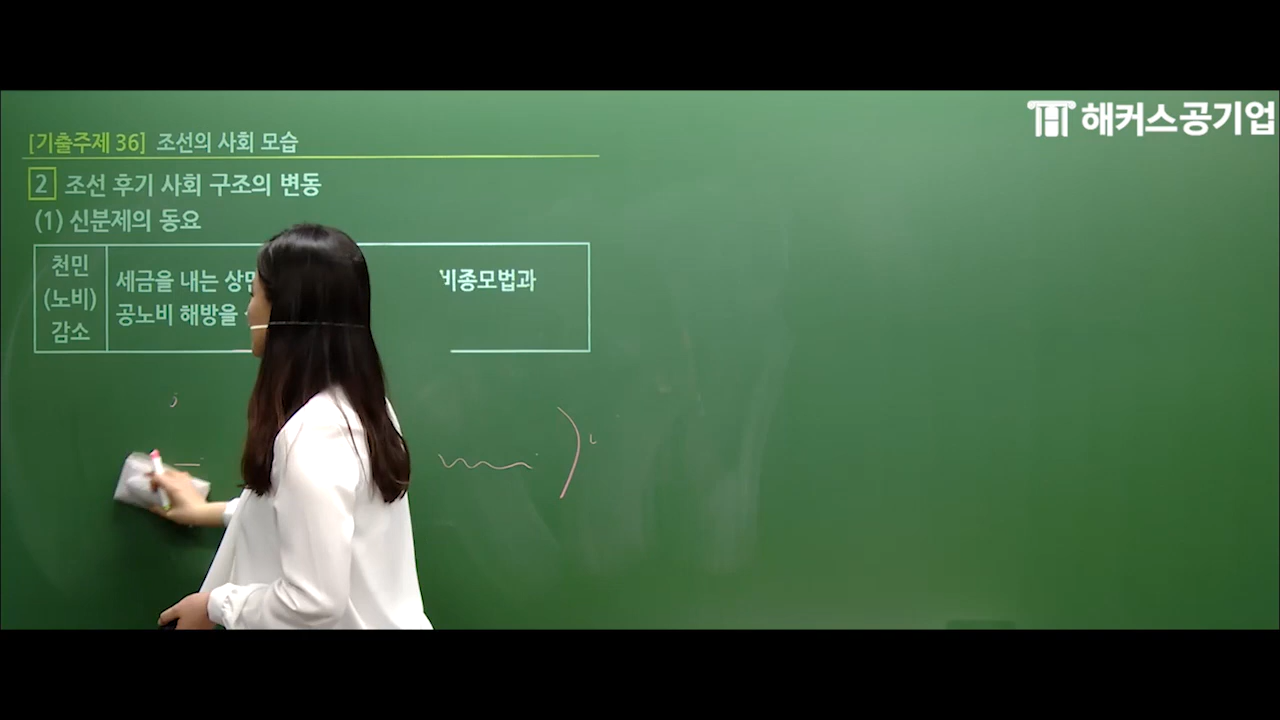 해커스공기업
[기출주제 36] 조선의 사회 모습
2 조선 후기 사회 구조의 변동
(1) 신분제의 동요
천민
(노비)
감소
세금을 내는
종모법과
공노비 해방을